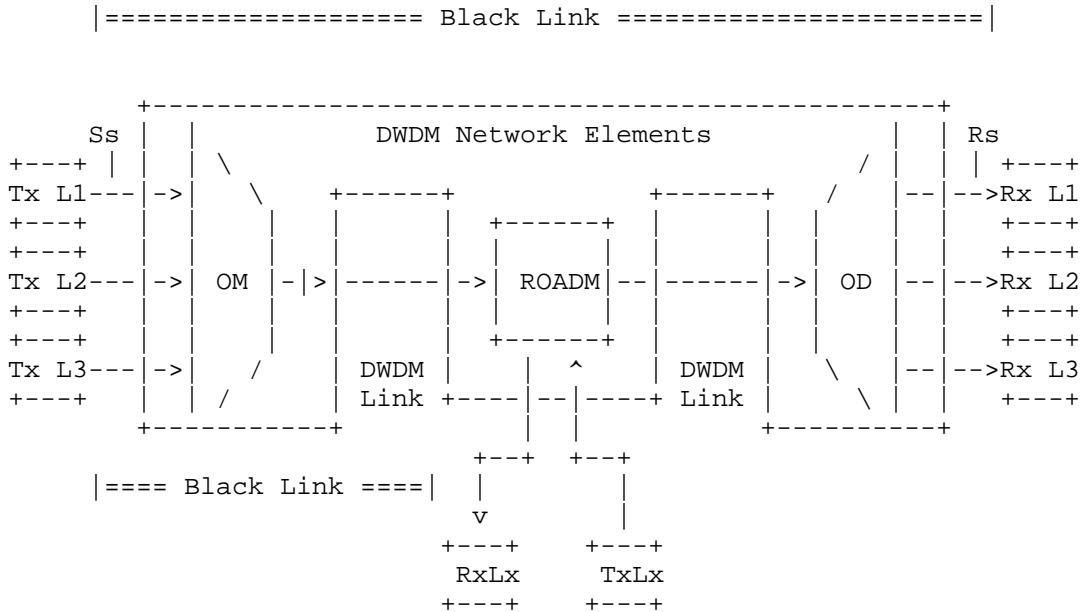 |==================== Black Link =======================|
+--------------------------------------------------+
Ss | | DWDM Network Elements | | Rs
+---+ | | | \ / | | | +---+
Tx L1---|->| \ +------+ +------+ / |--|-->Rx L1
+---+ | | | | | +------+ | | | | | +---+
+---+ | | | | | | | | | | | | +---+
Tx L2---|->| OM |-|>|------|->| ROADM|--|------|->| OD |--|-->Rx L2
+---+ | | | | | | | | | | | | +---+
+---+ | | | | | +------+ | | | | | +---+
Tx L3---|->| / | DWDM | | ^ | DWDM | \ |--|-->Rx L3
+---+ | | / | Link +----|--|----+ Link | \ | | +---+
+-----------+ | | +----------+
+--+ +--+
|==== Black Link ====| | |
v |
+---+ +---+
RxLx TxLx
+---+ +---+